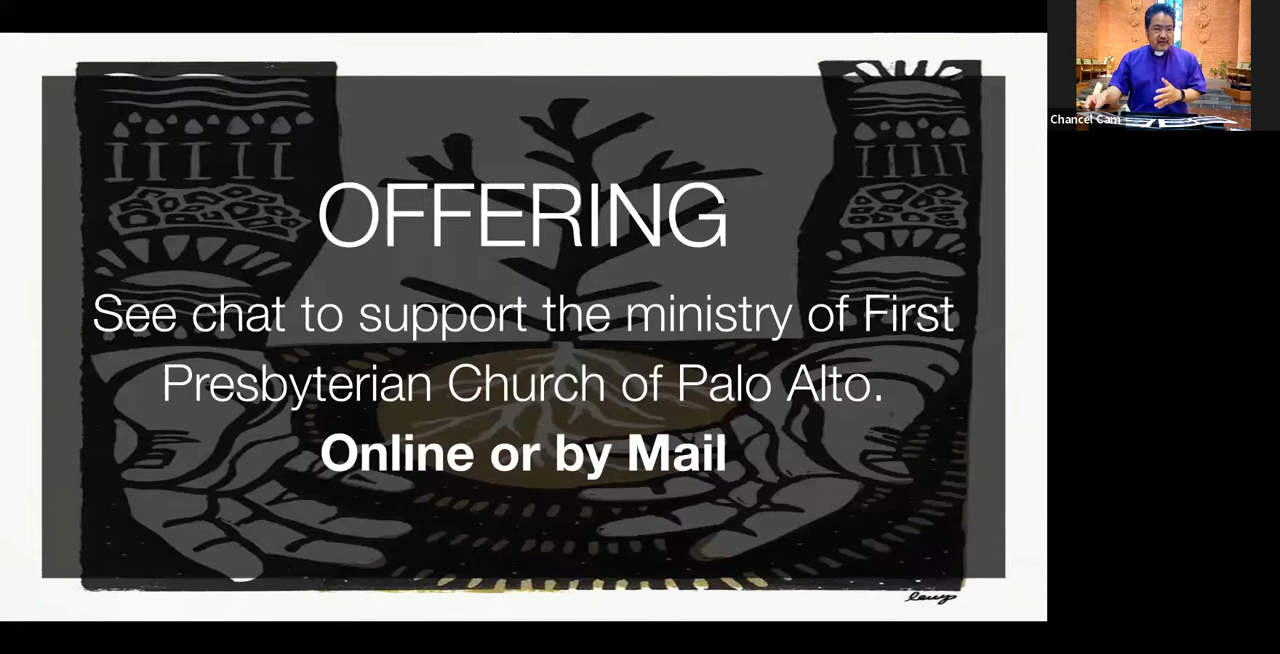 OFFERING
See chat to support the ministry of First
Presbyterian Church of Palo Alto.
Online or by Mail
Chancel Cam